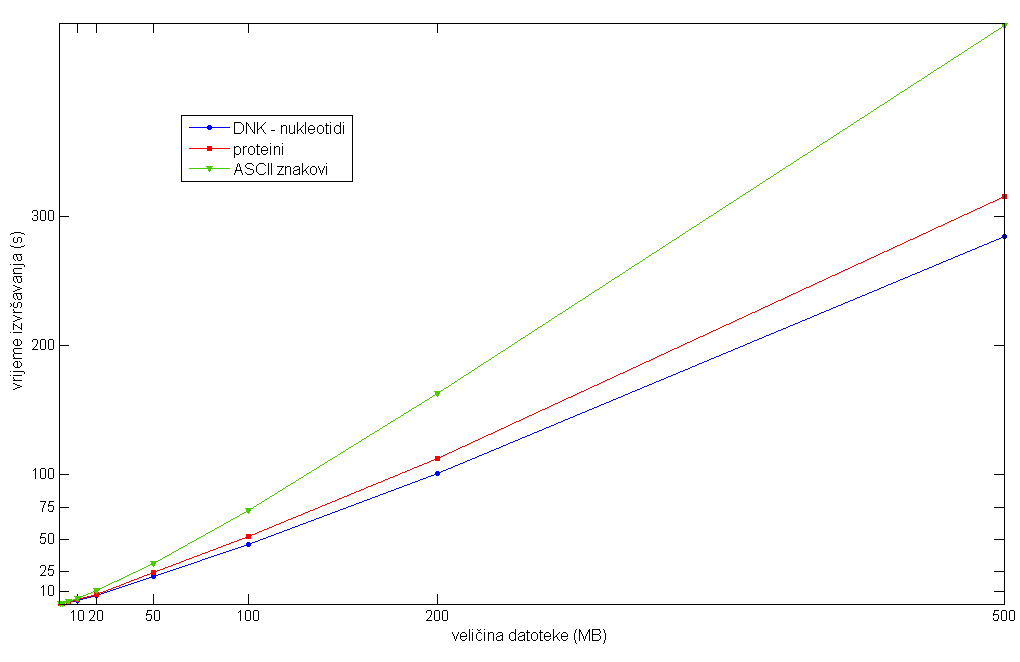 DNK - nukleotidi
proteini
ASCII znakovi
vrijeme izvršavanja (s)
300
200
100
75
50
25
10
10 20 50 100 200 500
veličina datoteke (MB)